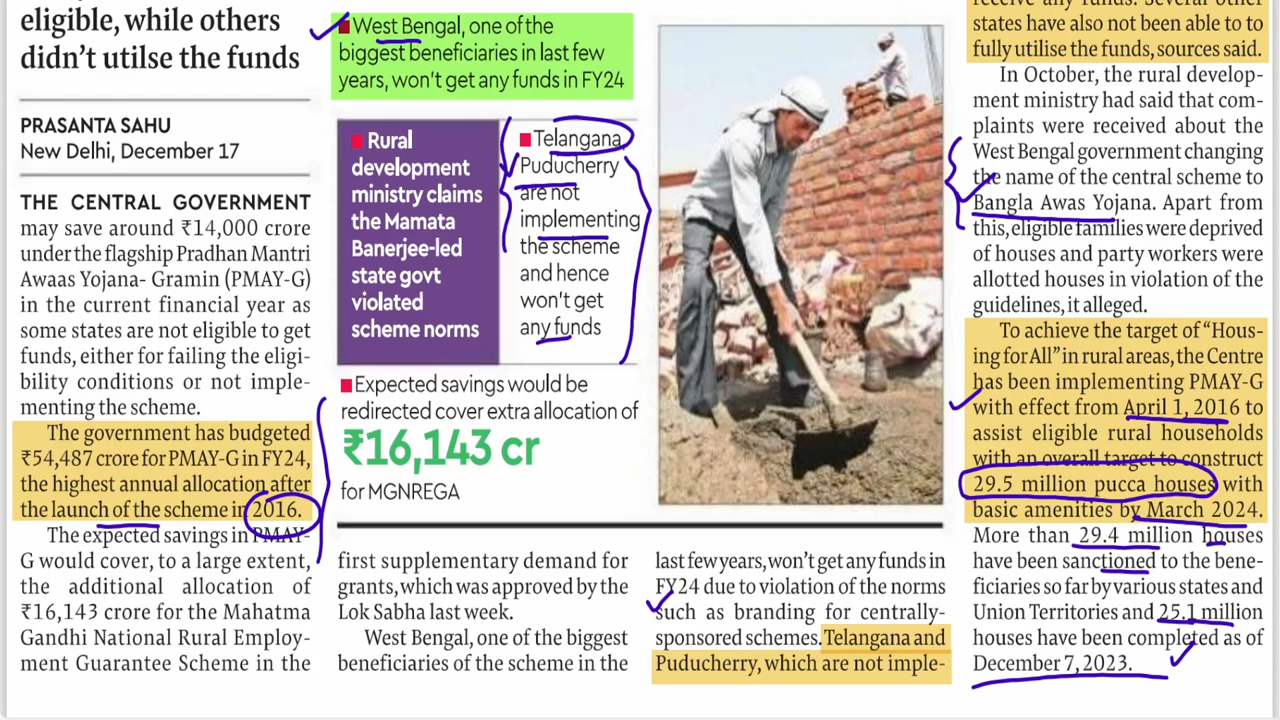 eligible, while others
didn't utilse the funds
PRASANTA SAHU
New Delhi, December 17
THE CENTRAL GOVERNMENT
may save around ₹14,000 crore
under the flagship Pradhan Mantri
Awaas Yojana- Gramin (PMAY-G)
in the current financial year as
some states are not eligible to get
funds, either for failing the eligi-
bility conditions or not imple-
menting the scheme.
The government has budgeted
₹54,487 crore for PMAY-G in FY24,
the highest annual allocation after
the launch of the scheme in 2016.
The expected savings in PMAY-
G would cover, to a large extent,
the additional allocation of
₹16,143 crore for the Mahatma
Gandhi National Rural Employ-
ment Guarantee Scheme in the
West Bengal, one of the
biggest beneficiaries in last few
years, won't get any funds in FY24
Rural
development
ministry claims
the Mamata
Banerjee-led
state govt
violated
scheme norms
Telangana
Puducherry
are not
implementing
the scheme
and hence
won't get
any funds
Expected savings would be
redirected cover extra allocation of
₹16,143 cr
for MGNREGA
first supplementary demand for
grants, which was approved by the
Lok Sabha last week.
West Bengal, one of the biggest
beneficiaries of the scheme in the
last few years, won't get any funds in
FY24 due to violation of the norms
such as branding for centrally-
sponsored schemes. Telangana and
Puducherry, which are not imple-
receive any funds. Several other
states have also not been able to to
fully utilise the funds, sources said.
In October, the rural develop-
ment ministry had said that com-
plaints were received about the
West Bengal government changing
the name of the central scheme to
Bangla Awas Yojana. Apart from
this, eligible families were deprived
of houses and party workers were
allotted houses in violation of the
guidelines, it alleged.
To achieve the target of "Hous-
ing for All" in rural areas, the Centre
has been implementing PMAY-G
with effect from April 1, 2016 to
assist eligible rural households
with an overall target to construct
29.5 million pucca houses with
basic amenities by March 2024.
More than 29.4 million houses
have been sanctioned to the bene-
ficiaries so far by various states and
Union Territories and 25.1 million
houses have been completed as of
December 7, 2023.